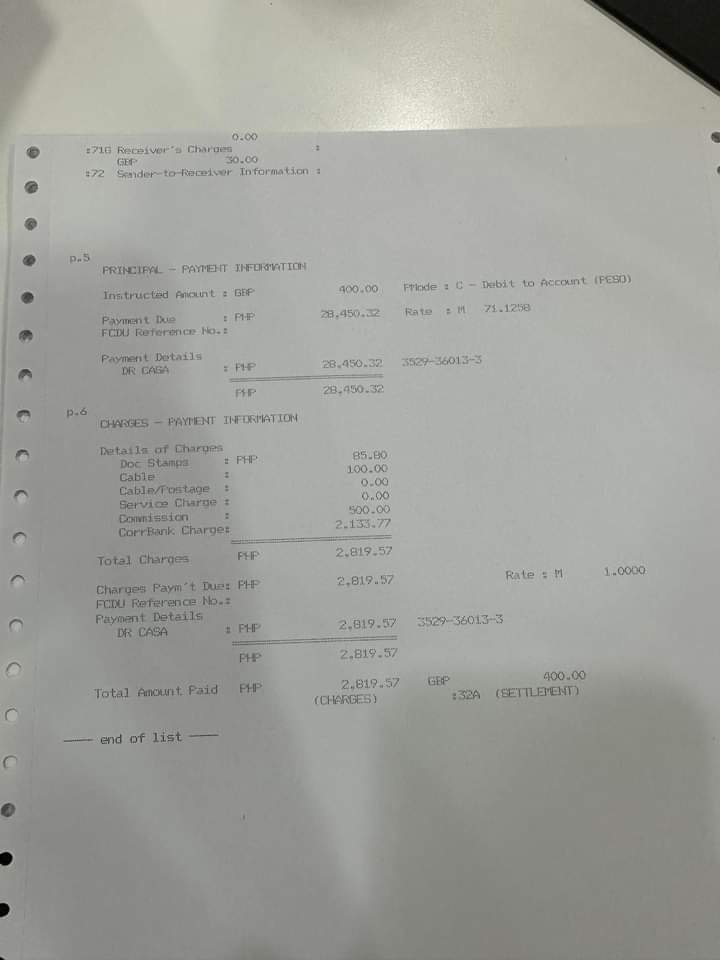 0.00
:71G Receiver's Charges :
GBP 30.00
:72 Sender-to-Receiver Information :
p.5
PRINCIPAL - PAYMENT INFORMATION
Instructed Amount : GBP 400.00 PMode : C - Debit to Account (PESO)
Payment Due : PHP 28,450.32 Rate : M 71.1258
FCDU Reference No.:
Payment Details
DR CASA : PHP 28,450.32 3529-36013-3
PHP 28,450.32
p.6
CHARGES - PAYMENT INFORMATION
Details of Charges
Doc Stamps : PHP 85.80
Cable : 100.00
Cable/Postage : 0.00
Service Charge : 0.00
Commission : 500.00
CorrBank Charge: 2,133.77
Total Charges PHP 2,819.57
Charges Paym't Due: PHP 2,819.57 Rate : M 1.0000
FCDU Reference No.:
Payment Details
DR CASA : PHP 2,819.57 3529-36013-3
PHP 2,819.57
Total Amount Paid PHP 2,819.57 GBP 400.00
(CHARGES) :32A (SETTLEMENT)
---- end of list ----